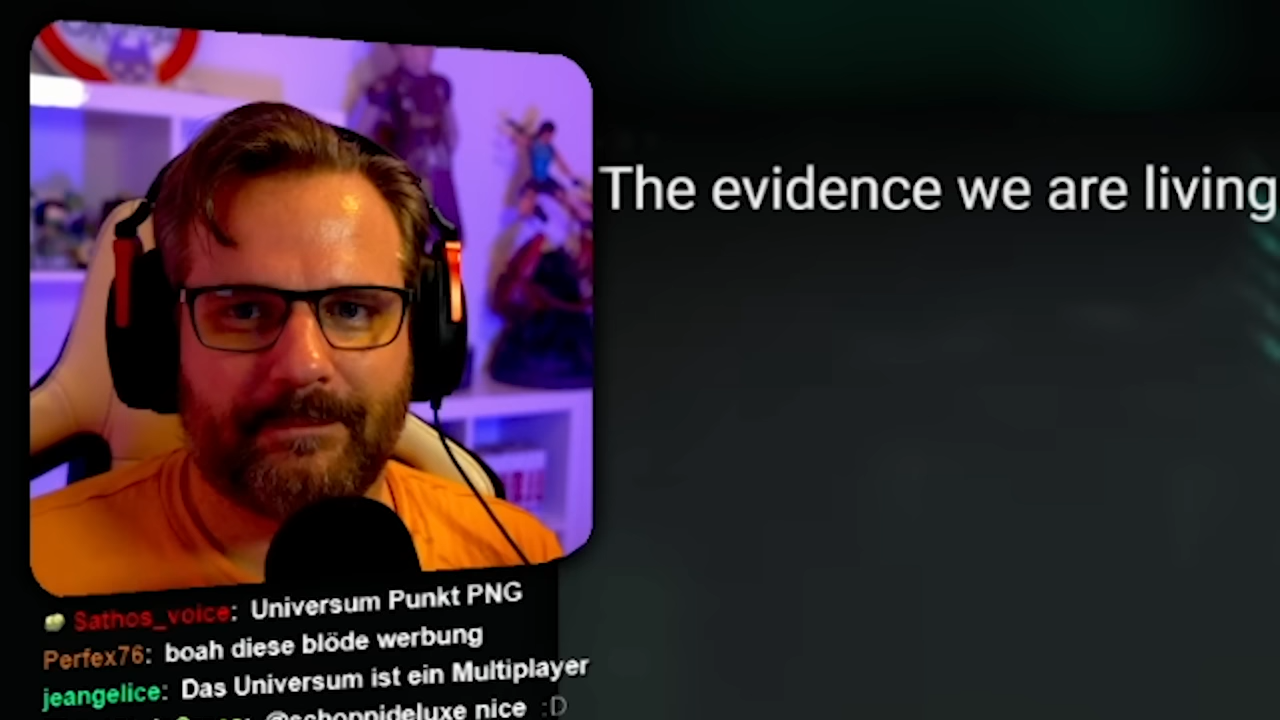 The evidence we are living
Sathos_voice: Universum Punkt PNG
Perfex76: boah diese blöde werbung
jeangelice: Das Universum ist ein Multiplayer
@schoppideluxe nice :D